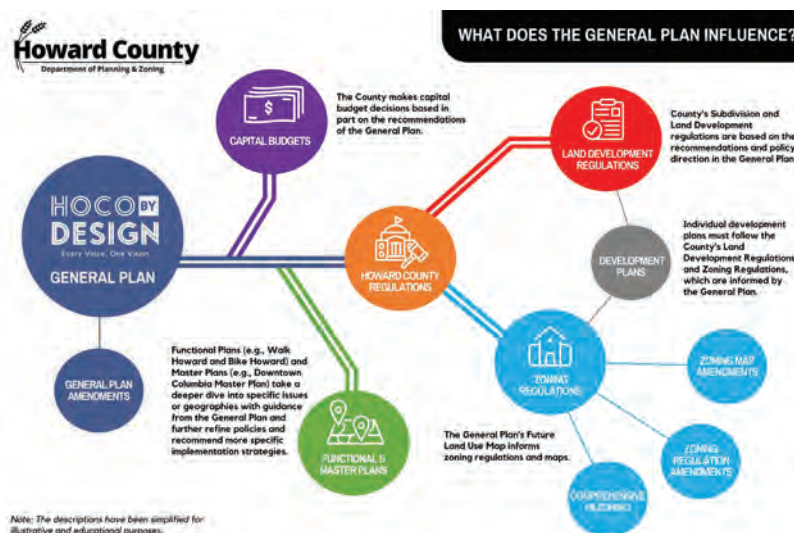 Howard County
Department of Planning & Zoning
WHAT DOES THE GENERAL PLAN INFLUENCE?
$
CAPITAL BUDGETS
The County makes capital
budget decisions based in
part on the recommendations
of the General Plan.
LAND DEVELOPMENT
REGULATIONS
County's Subdivision and
Land Development
regulations are based on the
recommendations and policy
direction in the General Plan
HOCO BY
DESIGN
Every Voice, One Vision
GENERAL PLAN
HOWARD COUNTY
REGULATIONS
DEVELOPMENT
PLANS
Individual development
plans must follow the
County's Land
Development Regulations
and Zoning Regulations,
which are informed by
the General Plan.
GENERAL PLAN
AMENDMENTS
Functional Plans (e.g., Walk
Howard and Bike Howard) and
Master Plans (e.g., Downtown
Columbia Master Plan) take a
deeper dive into specific issues
or geographies with guidance
from the General Plan and
further refine policies and
recommend more specific
implementation strategies.
FUNCTIONAL &
MASTER PLANS
ZONING
REGULATIONS
The General Plan's Future
Land Use Map informs
zoning regulations and maps.
ZONING MAP
AMENDMENTS
ZONING
REGULATION
AMENDMENTS
COMPREHENSIVE
REZONING
Note: The descriptions have been simplified for
illustrative and educational purposes.